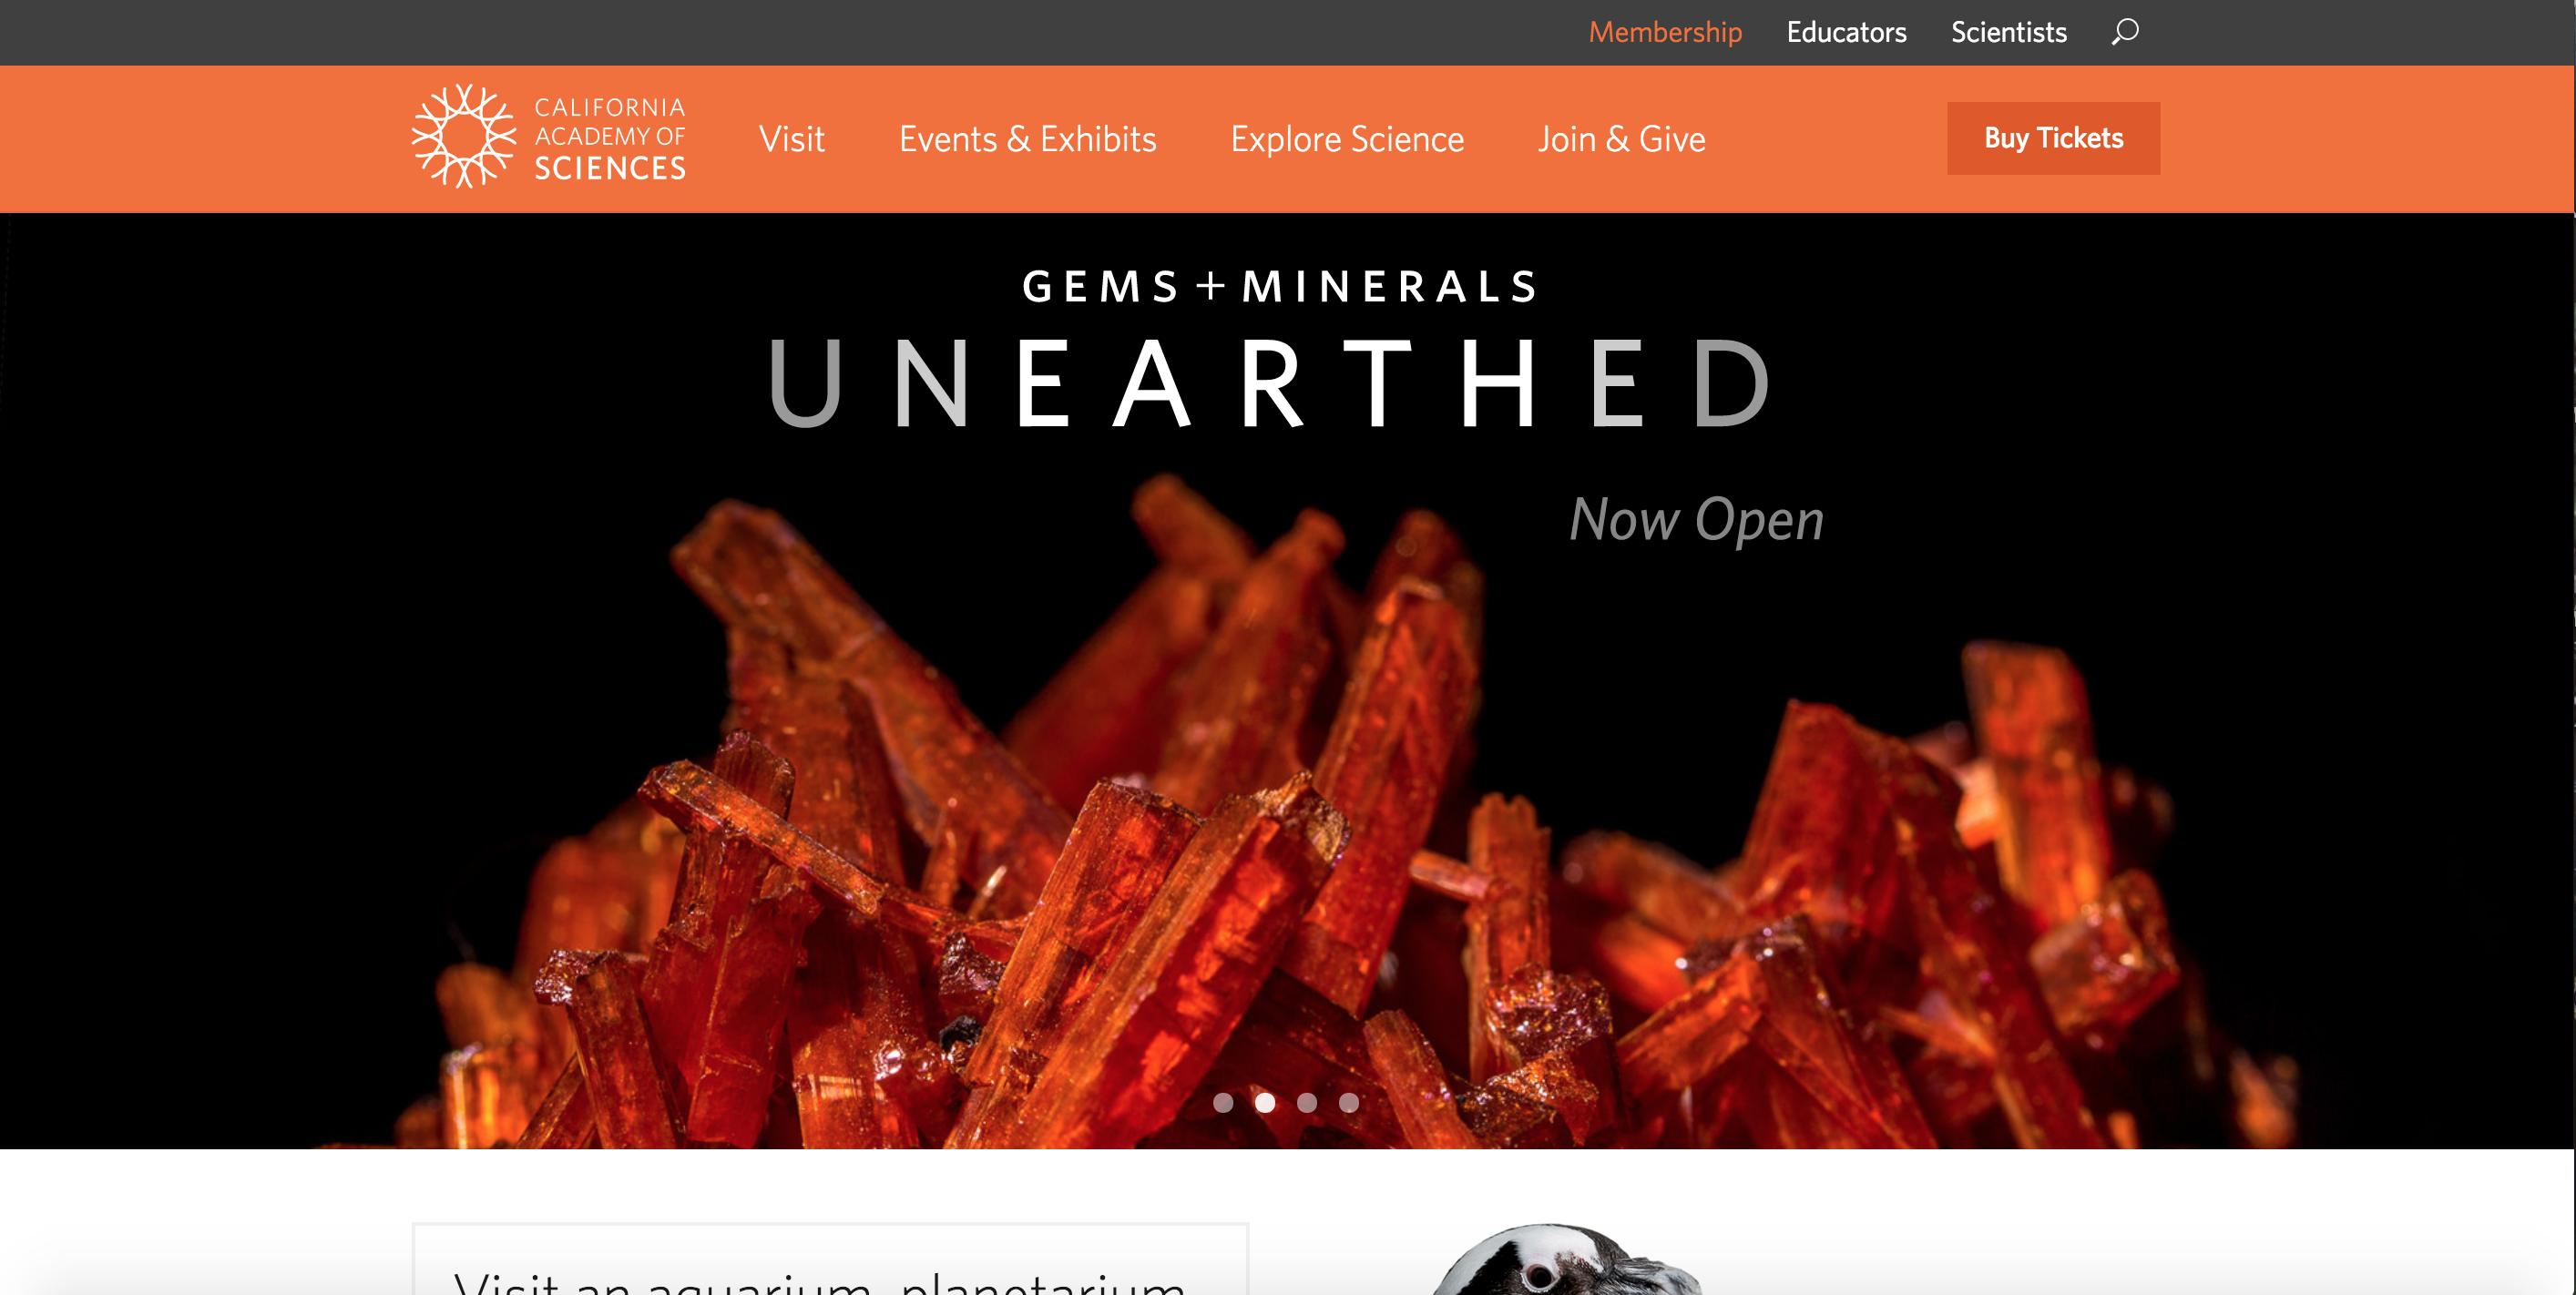 Membership Educators Scientists
CALIFORNIA
ACADEMY OF
SCIENCES
Visit Events & Exhibits Explore Science Join & Give Buy Tickets
GEMS + MINERALS
UNEARTHED
Now Open
Visit an aquarium, planetarium,